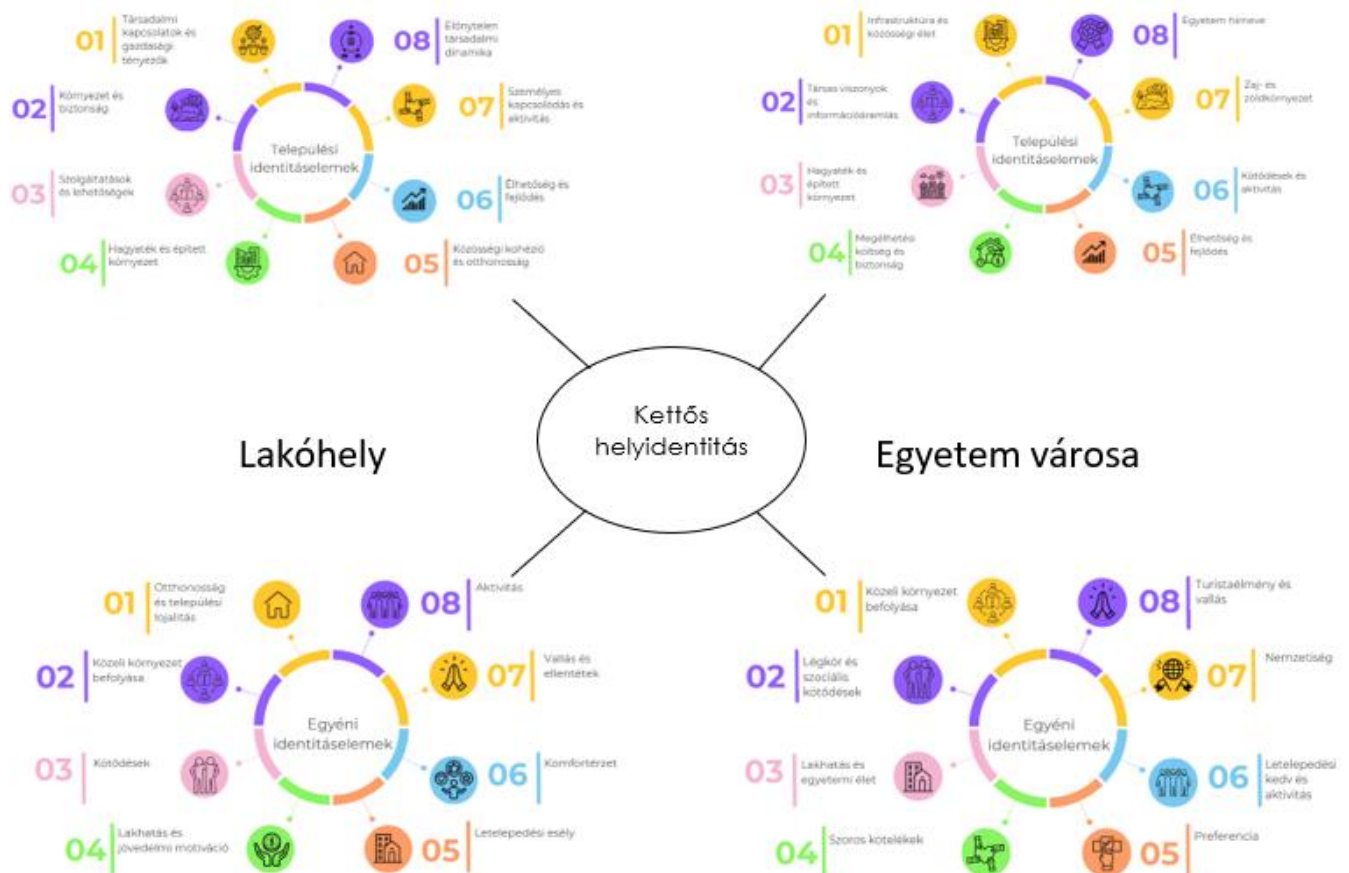 01
Társadalmi
kapcsolatok és
gazdasági
tényezők
02
Környezet és
biztonság
03
Szolgáltatások
és lehetőségek
04
Hagyaték és épített
környezet
08
Előnytelen
társadalmi
dinamika
07
Személyes
kapcsolódás és
aktivitás
06
Élhetőség és
fejlődés
05
Közösségi kohézió
és otthonosság
Települési
identitáselemek
01
Infrastruktúra és
közösségi élet
02
Társas viszonyok
és
információáramlás
03
Hagyaték és
épített
környezet
04
Megélhetési
költség és
biztonság
08
Egyetem hírneve
07
Zaj- és
zöldkörnyezet
06
Kötődések és
aktivitás
05
Élhetőség és
fejlődés
Települési
identitáselemek
Kettős
helyidentitás
Lakóhely
Egyetem városa
01
Otthonosság
és települési
lojalitás
02
Közeli környezet
befolyása
03
Kötődések
04
Lakhatás és
jövedelmi motiváció
08
Aktivitás
07
Vallás és
ellentétek
06
Komfortérzet
05
Letelepedési esély
Egyéni
identitáselemek
01
Közeli környezet
befolyása
02
Légkör és
szociális
kötődések
03
Lakhatás és
egyetemi élet
04
Szoros kötelékek
08
Turistaélmény és
vallás
07
Nemzetiség
06
Letelepedési
kedv és
aktivitás
05
Preferencia
Egyéni
identitáselemek